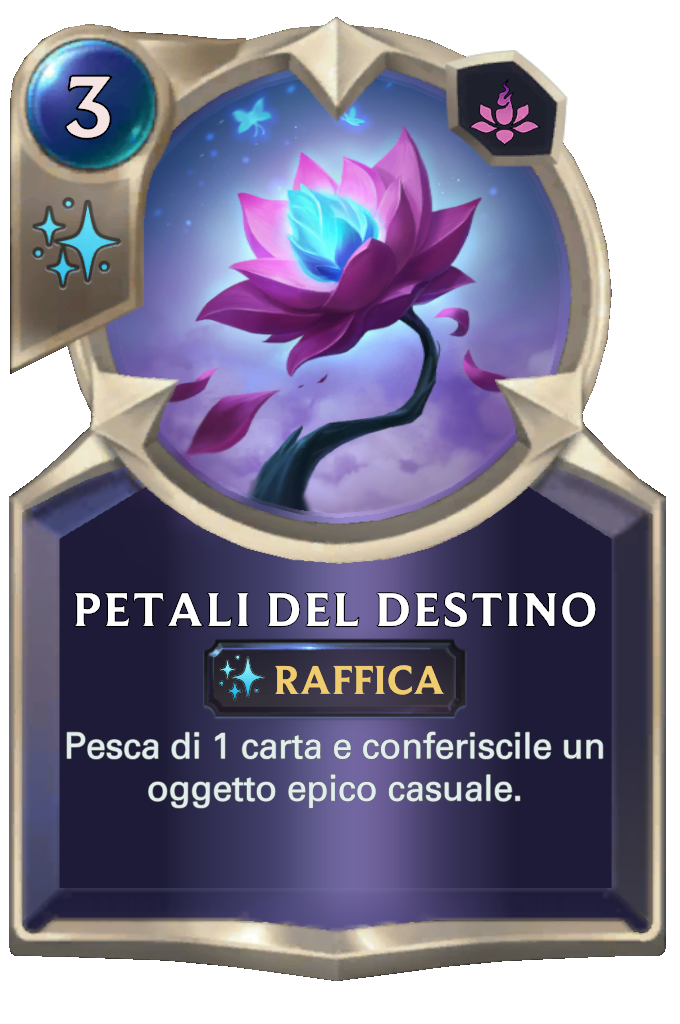 3
PETALI DEL DESTINO
RAFFICA
Pesca di 1 carta e conferiscile un
oggetto epico casuale.